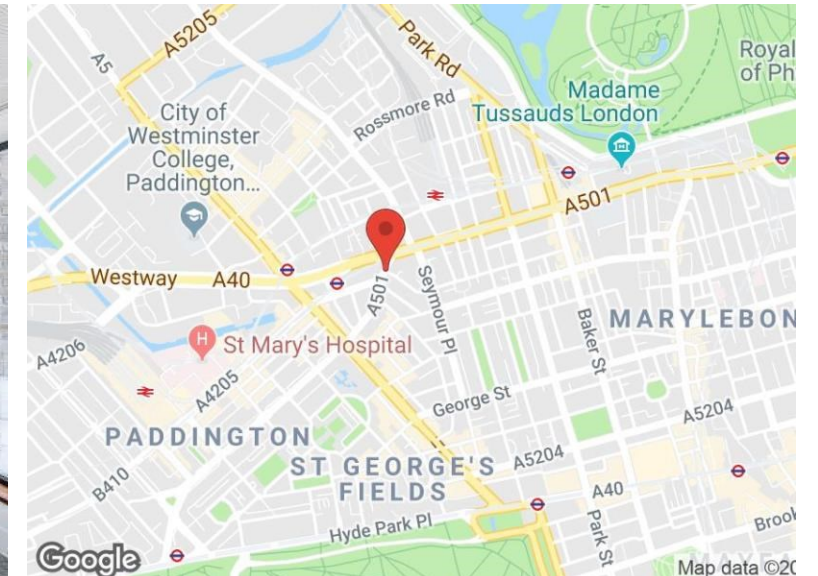 A5205
A5
Park Rd
Royal
of Ph
Madame
Tussauds London
Rossmore Rd
City of
Westminster
College,
Paddington...
A501
Westway
A40
A501
Seymour Pl
Baker St
MARYLEBON
A4206
St Mary's Hospital
H
A4205
George St
A5204
PADDINGTON
ST GEORGE'S
FIELDS
A5204
B410
A40
Hyde Park Pl
Park St
Brook
Google
Map data ©20